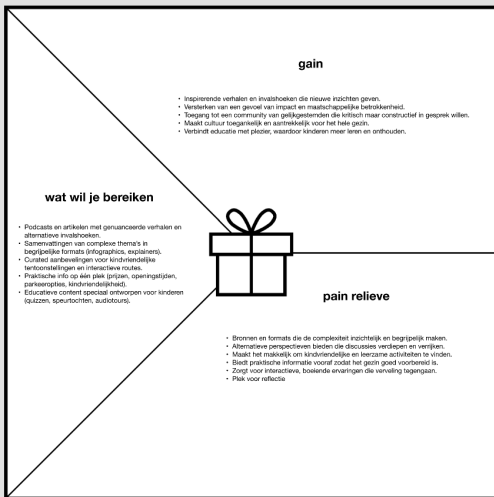 gain
• Inspirerende verhalen en invalshoeken die nieuwe inzichten geven.
• Versterken van een gevoel van impact en maatschappelijke betrokkenheid.
• Toegang tot een community van gelijkgestemden die kritisch maar constructief in gesprek willen.
• Maakt cultuur toegankelijk en aantrekkelijk voor het hele gezin.
• Verbindt educatie met plezier, waardoor kinderen meer leren en onthouden.
wat wil je bereiken
• Podcasts en artikelen met genuanceerde verhalen en
alternatieve invalshoeken.
• Samenvattingen van complexe thema's in
begrijpelijke formats (infographics, explainers).
• Curated aanbevelingen voor kindvriendelijke
tentoonstellingen en interactieve routes.
• Praktische info op één plek (prijzen, openingstijden,
parkeeropties, kindvriendelijkheid).
• Educatieve content speciaal ontworpen voor kinderen
(quizzen, speurtochten, audiotours).
pain relieve
• Bronnen en formats die de complexiteit inzichtelijk en begrijpelijk maken.
• Alternatieve perspectieven bieden die discussies verdiepen en verrijken.
• Maakt het makkelijk om kindvriendelijke en leerzame activiteiten te vinden.
• Biedt praktische informatie vooraf zodat het gezin goed voorbereid is.
• Zorgt voor interactieve, boeiende ervaringen die verveling tegengaan.
• Plek voor reflectie